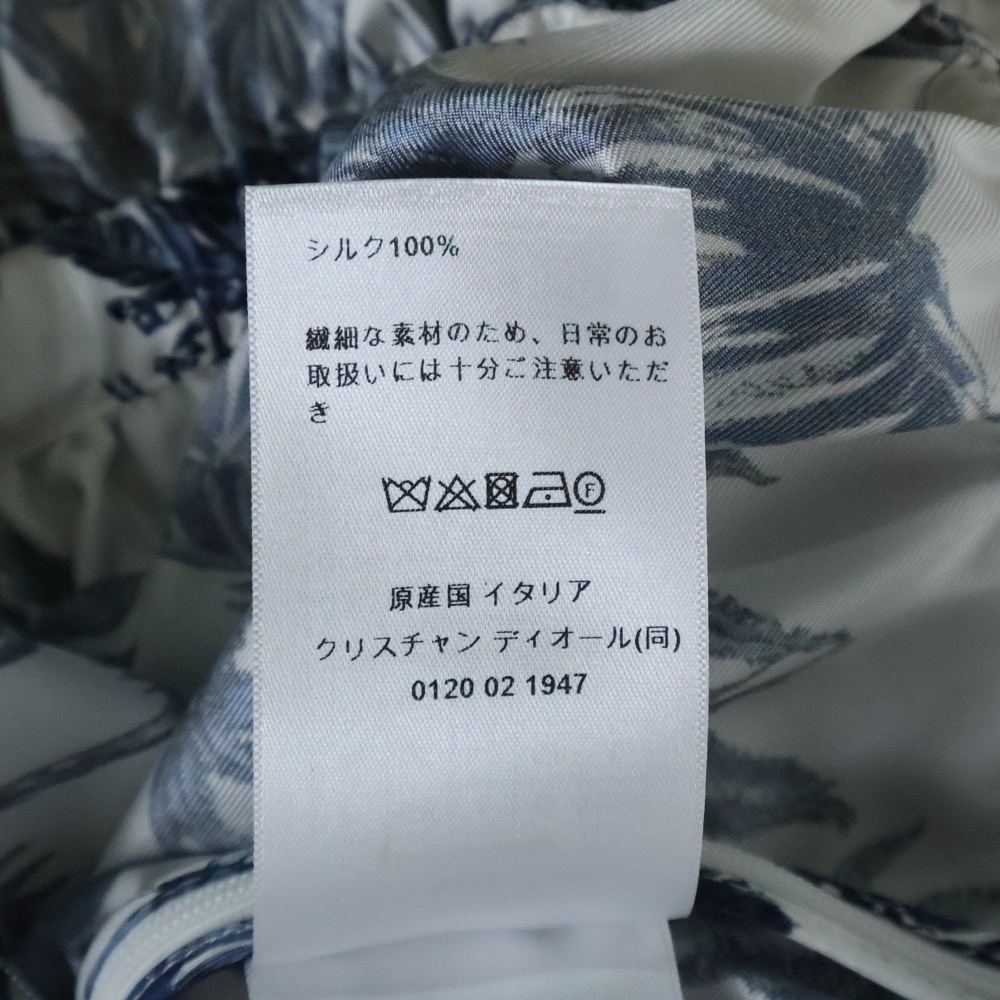 シルク100%
繊細な素材のため、日常のお
取扱いには十分ご注意いただ
き
F
原産国 イタリア
クリスチャン ディオール(同)
0120 02 1947